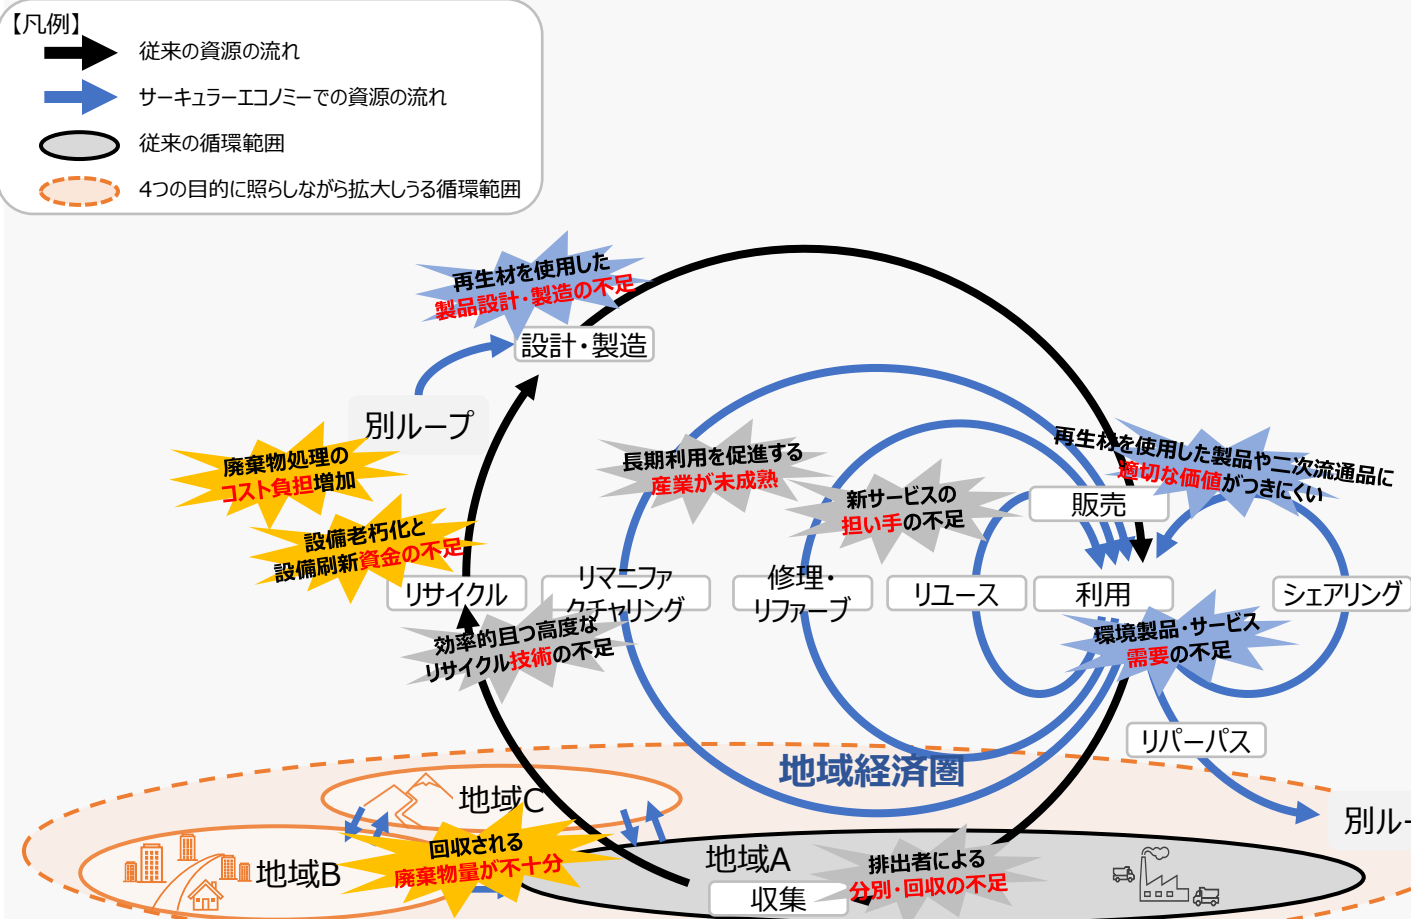 【凡例】
従来の資源の流れ
サーキュラーエコノミーでの資源の流れ
従来の循環範囲
4つの目的に照らしながら拡大しうる循環範囲
再生材を使用した
製品設計・製造の不足
設計・製造
別ループ
廃棄物処理の
コスト負担増加
設備老朽化と
設備刷新資金の不足
長期利用を促進する
産業が未成熟
新サービスの
担い手の不足
再生材を使用した製品や二次流通品に
適切な価値がつきにくい
販売
リサイクル
リマニファ
クチャリング
修理・
リファーブ
リユース
利用
シェアリング
効率的且つ高度な
リサイクル技術の不足
環境製品・サービス
需要の不足
リパーパス
地域経済圏
別ルー
地域C
地域B
回収される
廃棄物量が不十分
地域A
収集
排出者による
分別・回収の不足